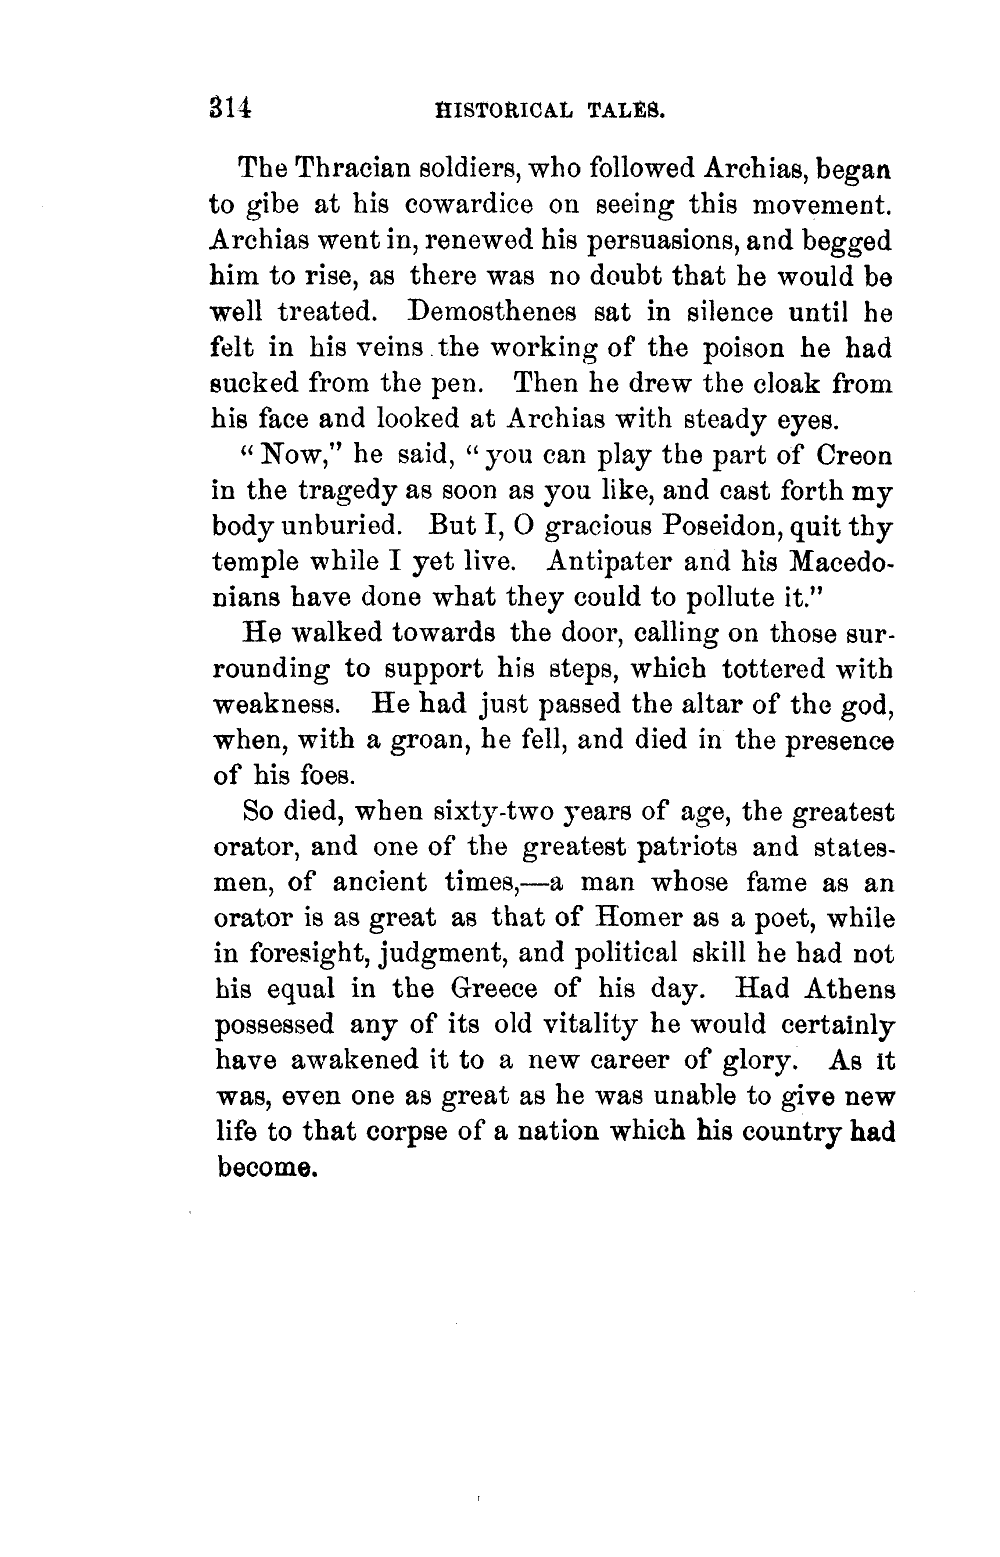 314 HISTORICAL TALES.
The Thracian soldiers, who followed Archias, began
to gibe at his cowardice on seeing this movement.
Archias went in, renewed his persuasions, and begged
him to rise, as there was no doubt that he would be
well treated. Demosthenes sat in silence until he
felt in his veins the working of the poison he had
sucked from the pen. Then he drew the cloak from
his face and looked at Archias with steady eyes.
“Now,” he said, “you can play the part of Creon
in the tragedy as soon as you like, and cast forth my
body unburied. But I, O gracious Poseidon, quit thy
temple while I yet live. Antipater and his Macedo-
nians have done what they could to pollute it.”
He walked towards the door, calling on those sur-
rounding to support his steps, which tottered with
weakness. He had just passed the altar of the god,
when, with a groan, he fell, and died in the presence
of his foes.
So died, when sixty-two years of age, the greatest
orator, and one of the greatest patriots and states-
men, of ancient times,—a man whose fame as an
orator is as great as that of Homer as a poet, while
in foresight, judgment, and political skill he had not
his equal in the Greece of his day. Had Athens
possessed any of its old vitality he would certainly
have awakened it to a new career of glory. As it
was, even one as great as he was unable to give new
life to that corpse of a nation which his country had
become.